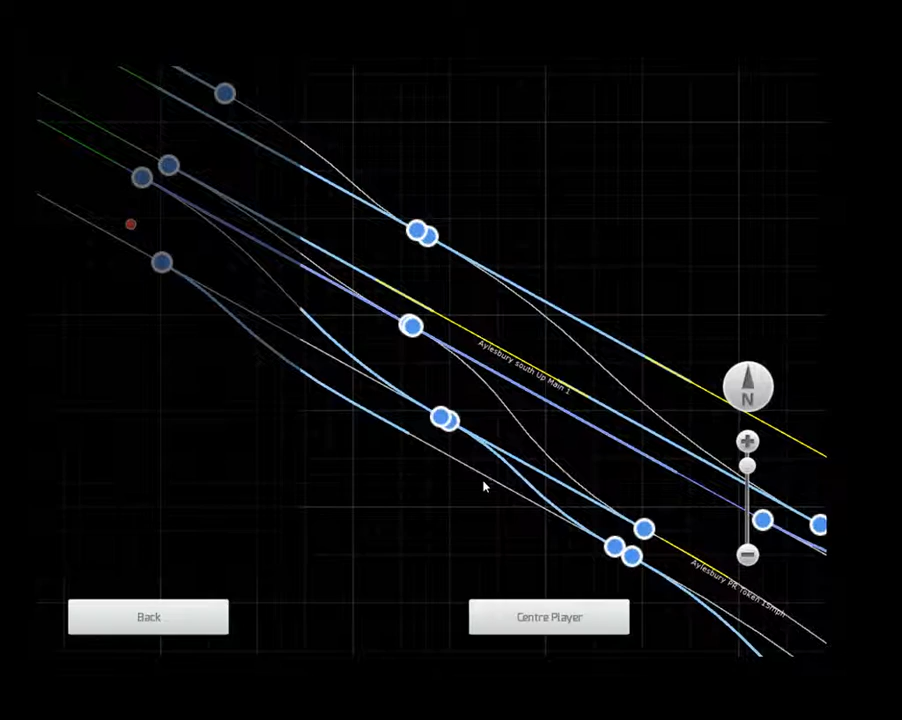 Aylesbury south Up Main 1
N
Aylesbury PR Token 15mph
Back
Centre Player